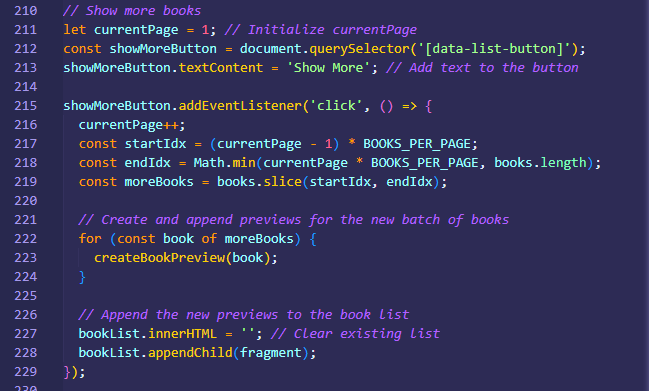 210 // Show more books
211 let currentPage = 1; // Initialize currentPage
212 const showMoreButton = document.querySelector('[data-list-button]');
213 showMoreButton.textContent = 'Show More'; // Add text to the button
214
215 showMoreButton.addEventListener('click', () => {
216   currentPage++;
217   const startIdx = (currentPage - 1) * BOOKS_PER_PAGE;
218   const endIdx = Math.min(currentPage * BOOKS_PER_PAGE, books.length);
219   const moreBooks = books.slice(startIdx, endIdx);
220
221   // Create and append previews for the new batch of books
222   for (const book of moreBooks) {
223     createBookPreview(book);
224   }
225
226   // Append the new previews to the book list
227   bookList.innerHTML = ''; // Clear existing list
228   bookList.appendChild(fragment);
229 });
230